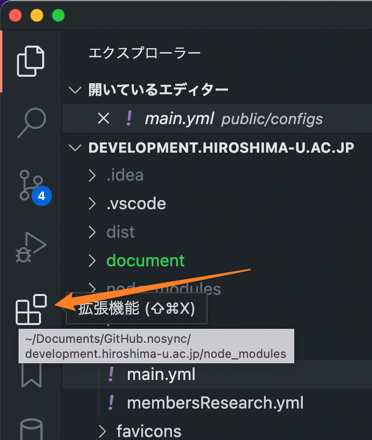 エクスプローラー
開いているエディター
main.yml public/configs
DEVELOPMENT.HIROSHIMA-U.AC.JP
.idea
.vscode
dist
document
node_modules
拡張機能 (⇧⌘X)
~/Documents/GitHub.nosync/
development.hiroshima-u.ac.jp/node_modules
main.yml
membersResearch.yml
favicons
4